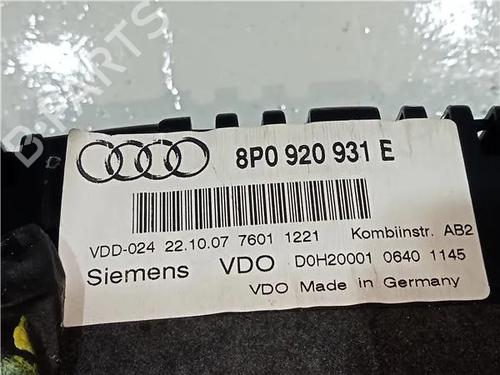 8P0 920 931 E
VDD-024 22.10.07 7601 1221 Kombiinstr. AB2
Siemens VDO D0H20001 0640 1145
VDO Made in Germany